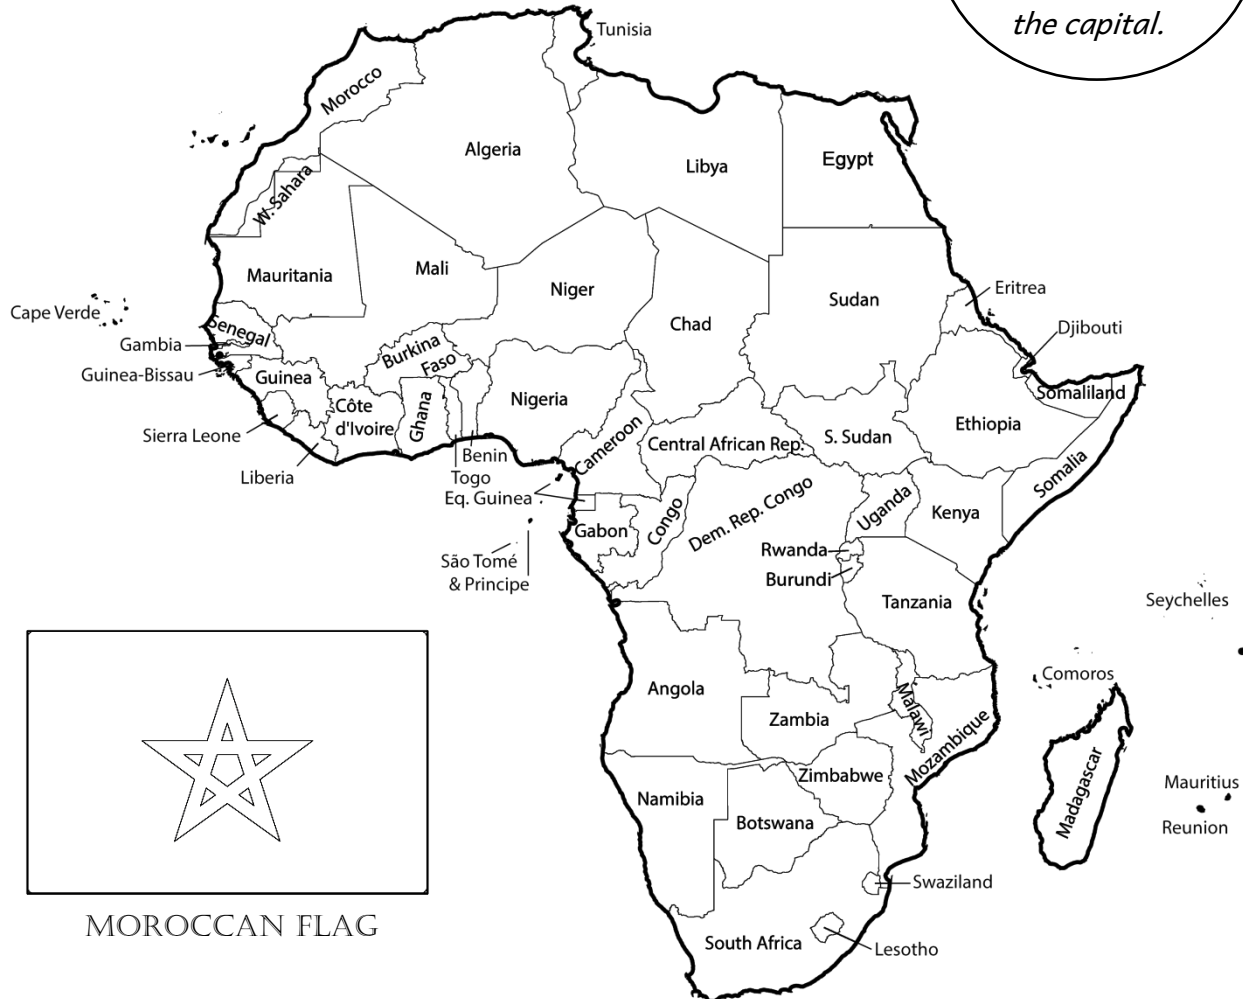 the capital.
Tunisia
Morocco
Algeria
Libya
Egypt
W. Sahara
Mauritania
Mali
Niger
Chad
Sudan
Eritrea
Cape Verde
Senegal
Gambia
Guinea-Bissau
Guinea
Burkina
Faso
Djibouti
Somaliland
Côte
d'Ivoire
Ghana
Nigeria
Cameroon
Central African Rep.
S. Sudan
Ethiopia
Somalia
Sierra Leone
Liberia
Benin
Togo
Eq. Guinea
Gabon
Congo
Dem. Rep. Congo
Uganda
Kenya
São Tomé
& Principe
Rwanda
Burundi
Tanzania
Seychelles
Comoros
Angola
Zambia
Malawi
Mozambique
Zimbabwe
Madagascar
Mauritius
Reunion
Namibia
Botswana
Swaziland
South Africa
Lesotho
MOROCCAN FLAG